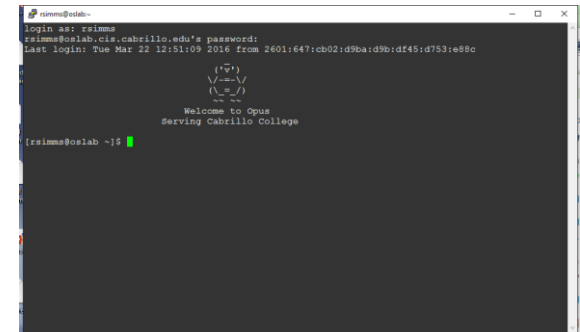 rsimms@oslab:~
login as: rsimms
rsimms@oslab.cis.cabrillo.edu's password:
Last login: Tue Mar 22 12:51:09 2016 from 2601:647:cb02:d9ba:d9b:df45:d753:e88c
_
('v')
\/-=-\/
(\_=_/)
~~ ~~
Welcome to Opus
Serving Cabrillo College
[rsimms@oslab ~]$